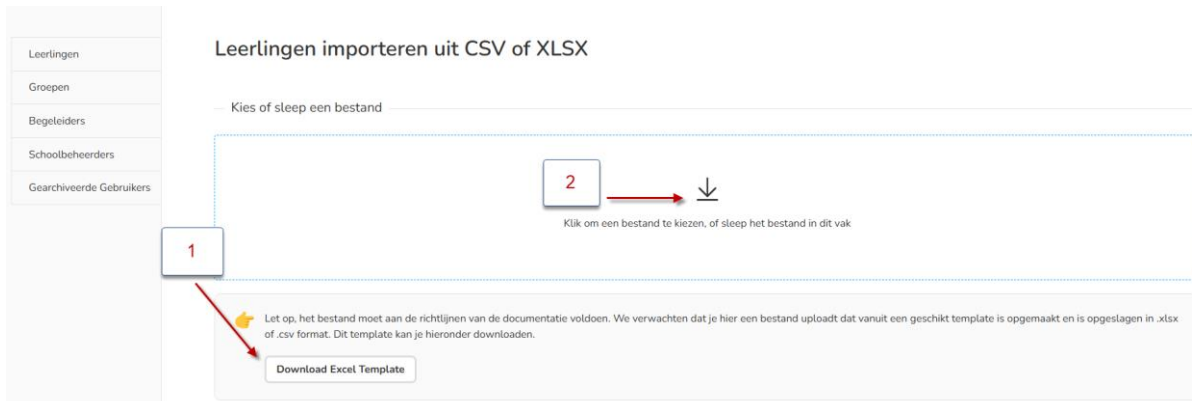 Leerlingen
Groepen
Begeleiders
Schoolbeheerders
Gearchiveerde Gebruikers
Leerlingen importeren uit CSV of XLSX
Kies of sleep een bestand
2
Klik om een bestand te kiezen, of sleep het bestand in dit vak
1
Let op, het bestand moet aan de richtlijnen van de documentatie voldoen. We verwachten dat je hier een bestand uploadt dat vanuit een geschikt template is opgemaakt en is opgeslagen in .xlsx
of .csv format. Dit template kan je hieronder downloaden.
Download Excel Template